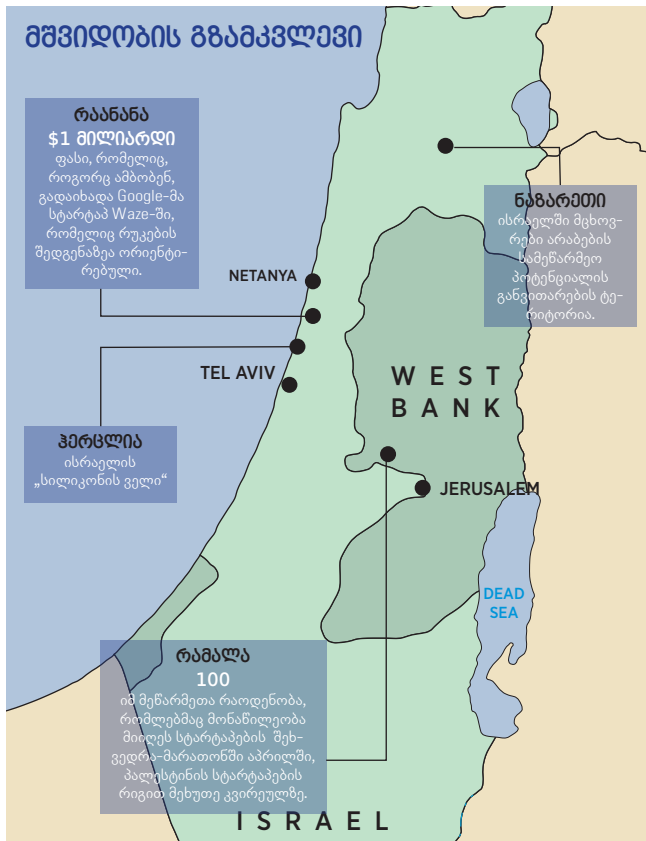 მშვიდობის გზამკვლევი
რაანანა
$1 მილიარდი
ფასი, რომელიც,
როგორც ამბობენ,
გადაიხადა Google-მა
სტარტაპ Waze-ში,
რომელიც რუკების
შედგენაზეა ორიენტი-
რებული.
ნაზარეთი
ისრაელში მცხოვ-
რები არაბების
სამეწარმეო
პოტენციალის
განვითარების ტე-
რიტორია.
NETANYA
TEL AVIV
WEST
BANK
ჰერცლია
ისრაელის
„სილიკონის ველი“
JERUSALEM
DEAD
SEA
რამალა
100
იმ მეწარმეთა რაოდენობა,
რომლებმაც მონაწილეობა
მიიღეს სტარტაპების შეხ-
ვედრა-მარათონში აპრილში,
პალესტინის სტარტაპების
რიგით მეხუთე კვირეულზე.
ISRAEL